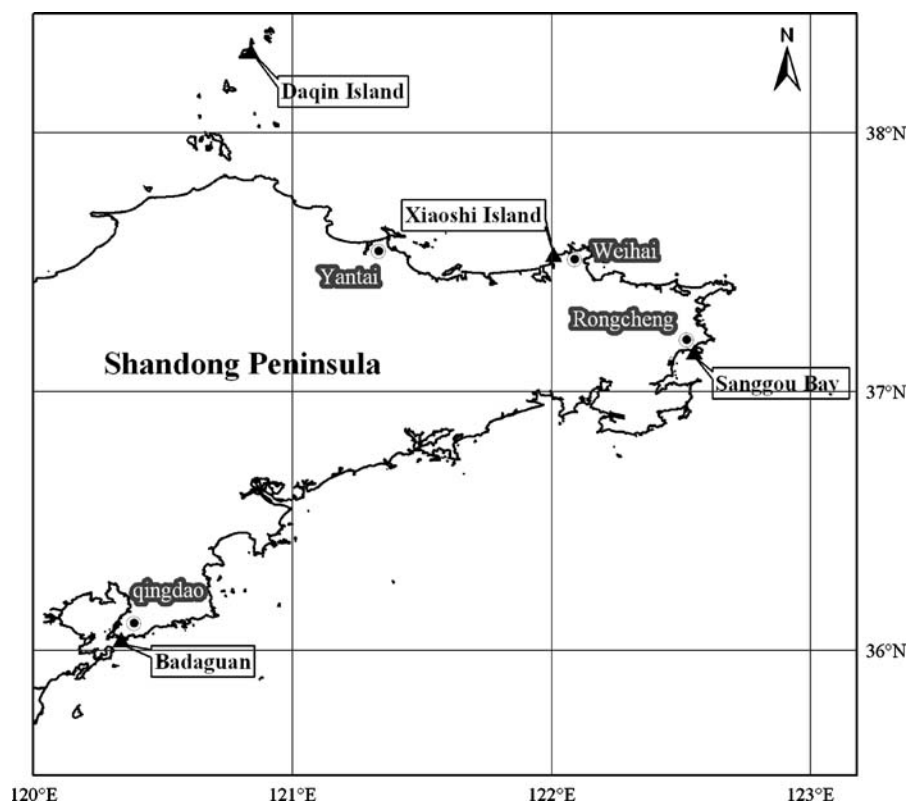 N
Daqin Island
38°N
Xiaoshi Island
Weihai
Yantai
Rongcheng
Shandong Peninsula
Sanggou Bay
37°N
qingdao
Badaguan
36°N
120°E
121°E
122°E
123°E